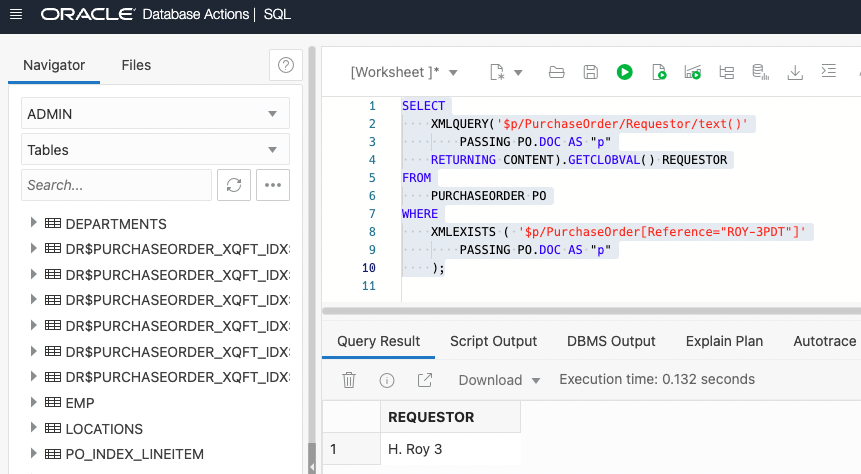 ORACLE Database Actions | SQL
Navigator Files
ADMIN
Tables
Search...
DEPARTMENTS
DR$PURCHASEORDER_XQFT_IDX
DR$PURCHASEORDER_XQFT_IDX
DR$PURCHASEORDER_XQFT_IDX
DR$PURCHASEORDER_XQFT_IDX
DR$PURCHASEORDER_XQFT_IDX
DR$PURCHASEORDER_XQFT_IDX
EMP
LOCATIONS
PO_INDEX_LINEITEM
[Worksheet ]*
1 SELECT
2 XMLQUERY('$p/PurchaseOrder/Requestor/text()'
3 PASSING PO.DOC AS "p"
4 RETURNING CONTENT).GETCLOBVAL() REQUESTOR
5 FROM
6 PURCHASEORDER PO
7 WHERE
8 XMLEXISTS ( '$p/PurchaseOrder[Reference="ROY-3PDT"]'
9 PASSING PO.DOC AS "p"
10 );
11
Query Result Script Output DBMS Output Explain Plan Autotrace
Download Execution time: 0.132 seconds
REQUESTOR
1 H. Roy 3